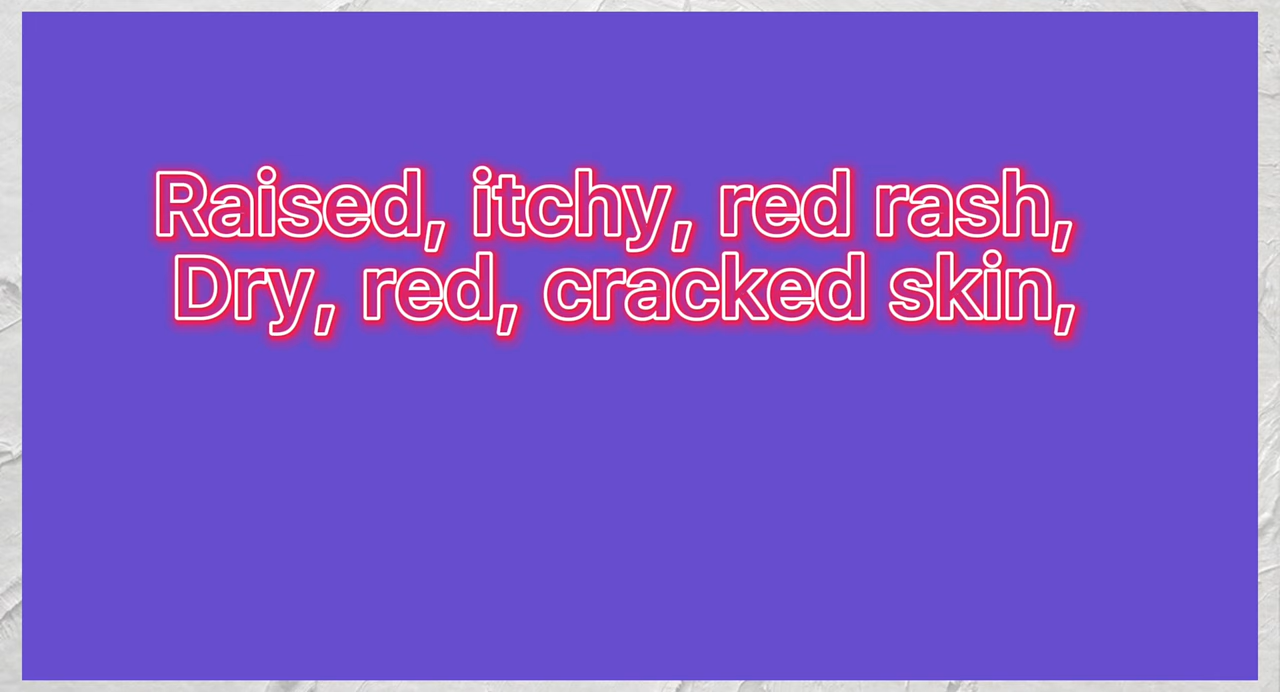 Raised, itchy, red rash,
Dry, red, cracked skin,